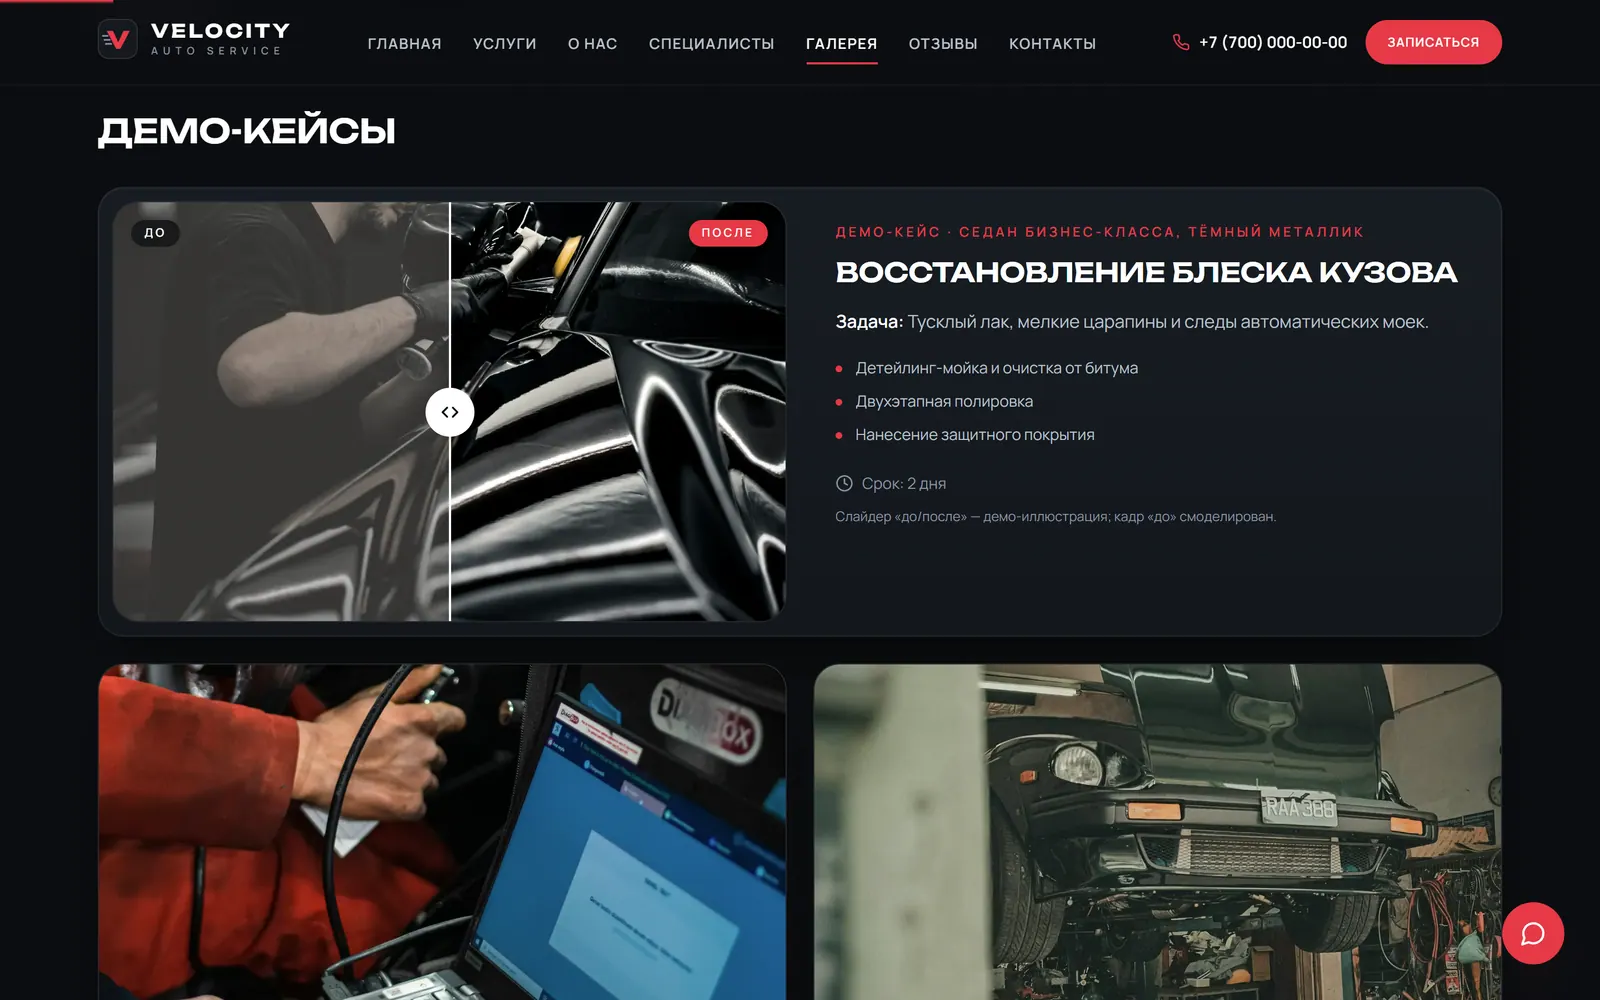 VELOCITY
AUTO SERVICE
ГЛАВНАЯ
УСЛУГИ
О НАС
СПЕЦИАЛИСТЫ
ГАЛЕРЕЯ
ОТЗЫВЫ
КОНТАКТЫ
+7 (700) 000-00-00
ЗАПИСАТЬСЯ
ДЕМО-КЕЙСЫ
ДО
ПОСЛЕ
ДЕМО-КЕЙС · СЕДАН БИЗНЕС-КЛАССА, ТЁМНЫЙ МЕТАЛЛИК
ВОССТАНОВЛЕНИЕ БЛЕСКА КУЗОВА
Задача: Тусклый лак, мелкие царапины и следы автоматических моек.
Детейлинг-мойка и очистка от битума
Двухэтапная полировка
Нанесение защитного покрытия
Срок: 2 дня
Слайдер «до/после» — демо-иллюстрация; кадр «до» смоделирован.
RAA 388